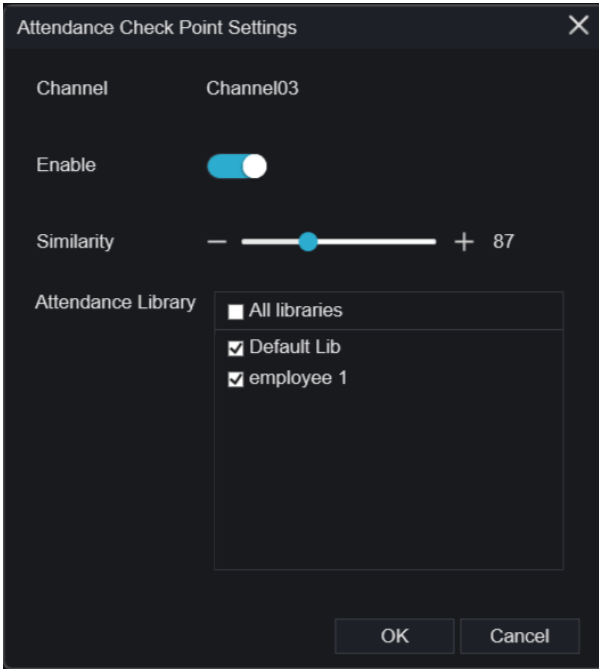 Attendance Check Point Settings
Channel Channel03
Enable
Similarity 87
Attendance Library
All libraries
Default Lib
employee 1
OK Cancel